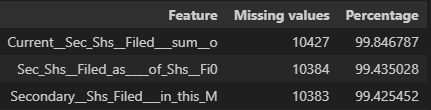 Feature Missing values Percentage
Current__Sec_Shs__Filed___sum__o 10427 99.846787
Sec_Shs__Filed_as____of_Shs__Fi0 10384 99.435028
Secondary__Shs_Filed___in_this_M 10383 99.425452